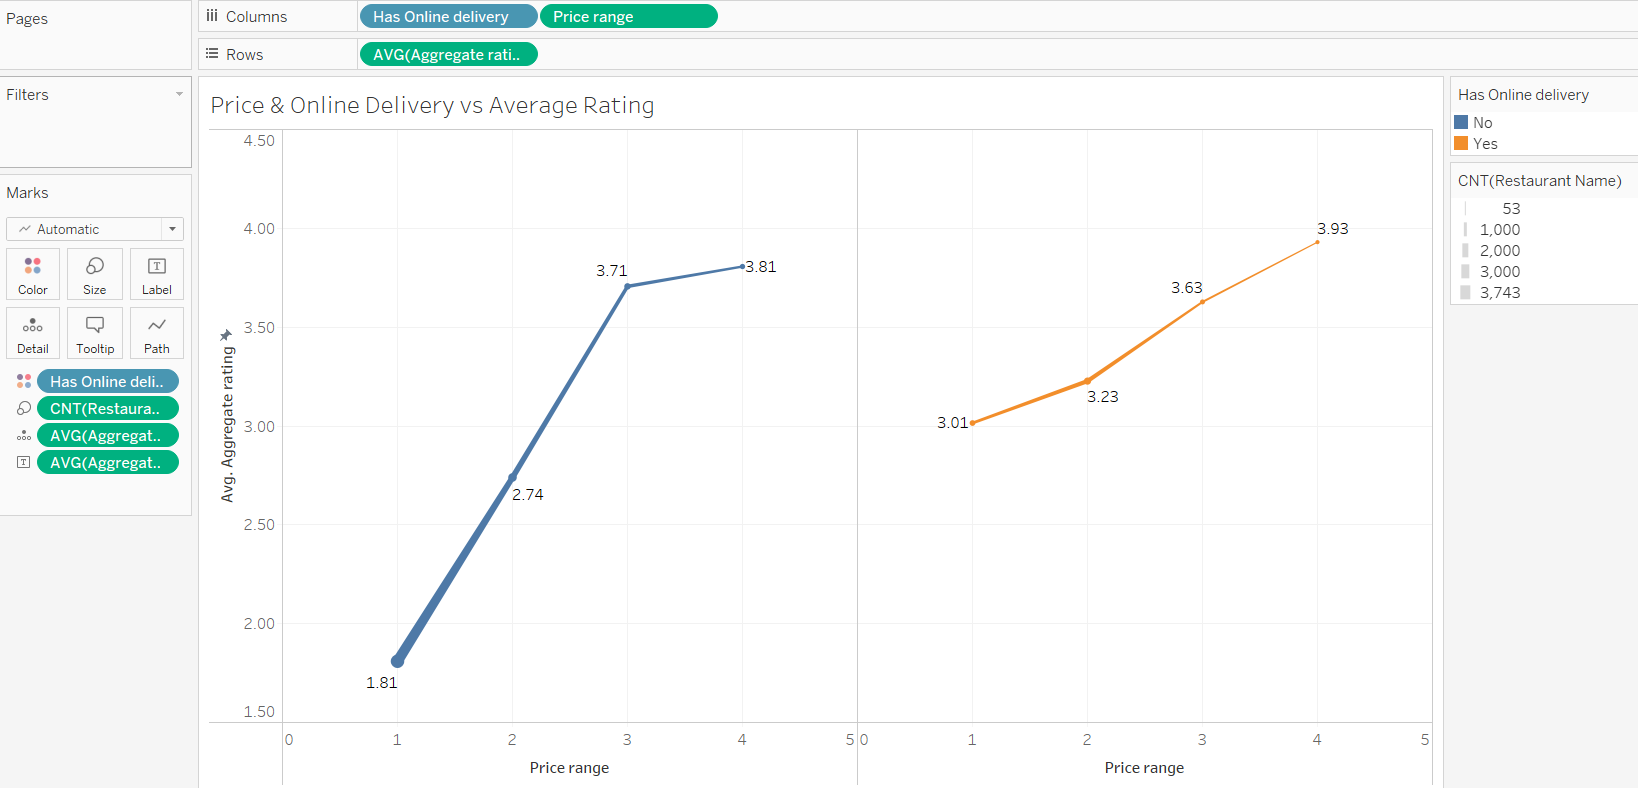 Pages
Columns
Has Online delivery
Price range
Rows
AVG(Aggregate rati..
Filters
Marks
Automatic
Color
Size
Label
Detail
Tooltip
Path
Has Online deli..
CNT(Restaura..
AVG(Aggregat..
AVG(Aggregat..
Price & Online Delivery vs Average Rating
4.50
4.00
3.50
3.00
2.50
2.00
1.50
Avg. Aggregate rating
1.81
2.74
3.71
3.81
3.01
3.23
3.63
3.93
0 1 2 3 4 5 0 1 2 3 4 5
Price range
Price range
Has Online delivery
No
Yes
CNT(Restaurant Name)
53
1,000
2,000
3,000
3,743